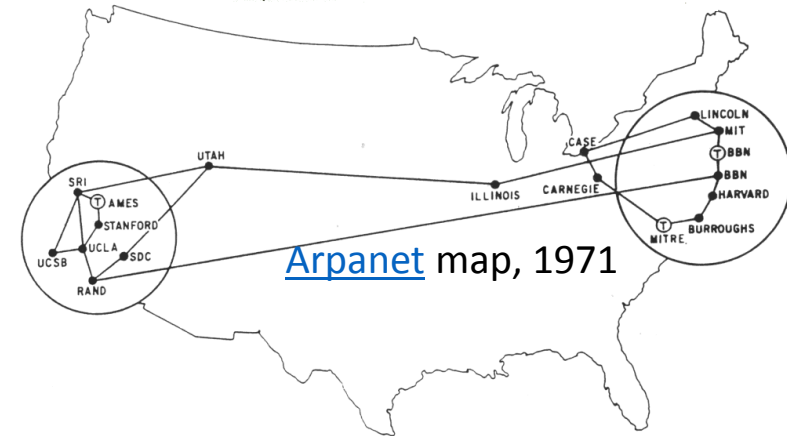 LINCOLN
MIT
CASE
T BBN
UTAH
BBN
SRI
ILLINOIS
CARNEGIE
T AMES
HARVARD
STANFORD
BURROUGHS
T
MITRE
UCLA
UCSB
SDC
RAND
Arpanet map, 1971